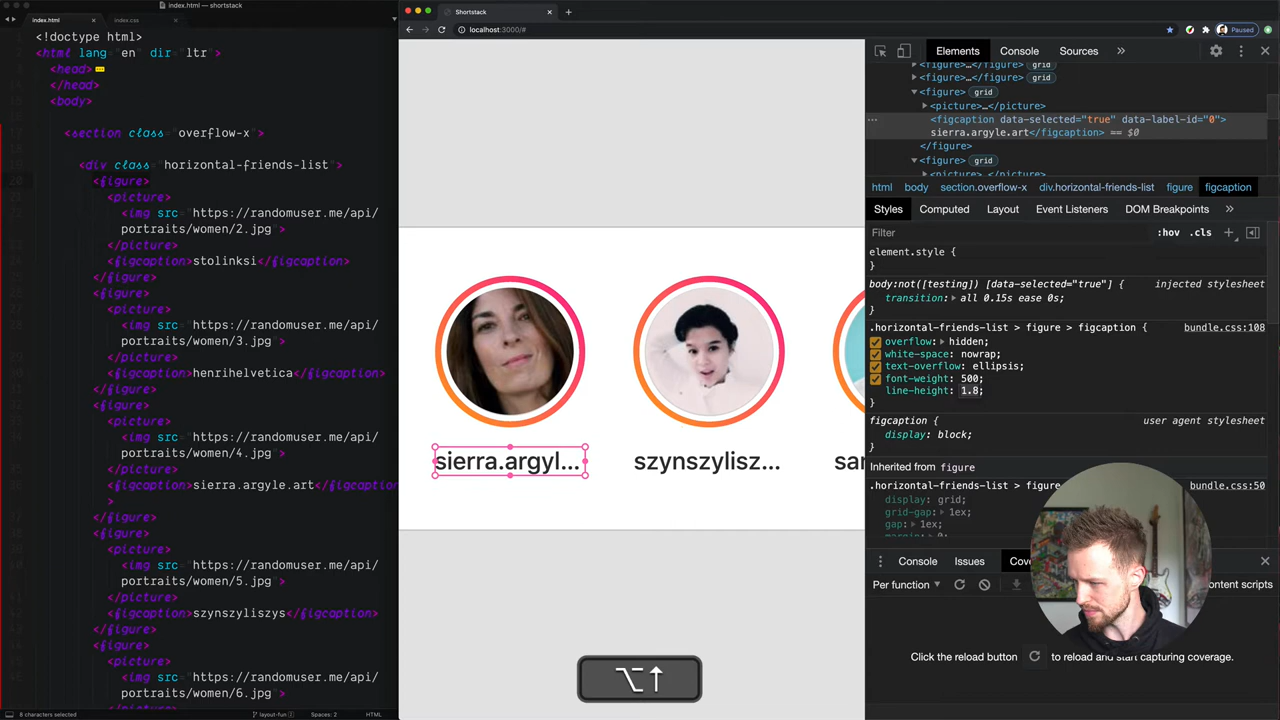 index.html — shortstack
index.html
index.css
<!doctype html>
<html lang="en" dir="ltr">
<head>
</head>
<body>
<section class="overflow-x">
<div class="horizontal-friends-list">
<figure>
<picture>
<img src="https://randomuser.me/api/
portraits/women/2.jpg">
</picture>
<figcaption>stolinksi</figcaption>
</figure>
<figure>
<picture>
<img src="https://randomuser.me/api/
portraits/women/3.jpg">
</picture>
<figcaption>henrihelvetica</figcaption>
</figure>
<figure>
<picture>
<img src="https://randomuser.me/api/
portraits/women/4.jpg">
</picture>
<figcaption>sierra.argyle.art</figcaption
>
</figure>
<figure>
<picture>
<img src="https://randomuser.me/api/
portraits/women/5.jpg">
</picture>
<figcaption>szynszyliszys</figcaption>
</figure>
<figure>
<picture>
<img src="https://randomuser.me/api/
portraits/women/6.jpg">
</picture>
8 characters selected
layout-fun
Spaces: 2
HTML
Shortstack
localhost:3000/#
Paused
sierra.argyl...
szynszylisz...
sar
⌥↑
Elements Console Sources »
<figure>…</figure> grid
<figure>…</figure> grid
<figure> grid
<picture>…</picture>
<figcaption data-selected="true" data-label-id="0">
sierra.argyle.art</figcaption> == $0
</figure>
<figure> grid
<picture>…</picture>
html body section.overflow-x div.horizontal-friends-list figure figcaption
Styles Computed Layout Event Listeners DOM Breakpoints »
Filter :hov .cls +
element.style {
}
body:not([testing]) [data-selected="true"] { injected stylesheet
transition: all 0.15s ease 0s;
}
.horizontal-friends-list > figure > figcaption { bundle.css:108
overflow: hidden;
white-space: nowrap;
text-overflow: ellipsis;
font-weight: 500;
line-height: 1.8;
}
figcaption { user agent stylesheet
display: block;
}
Inherited from figure
.horizontal-friends-list > figure bundle.css:50
display: grid;
grid-gap: 1ex;
gap: 1ex;
margin: 0;
Console Issues Cov
Per function
ontent scripts
Click the reload button to reload and start capturing coverage.